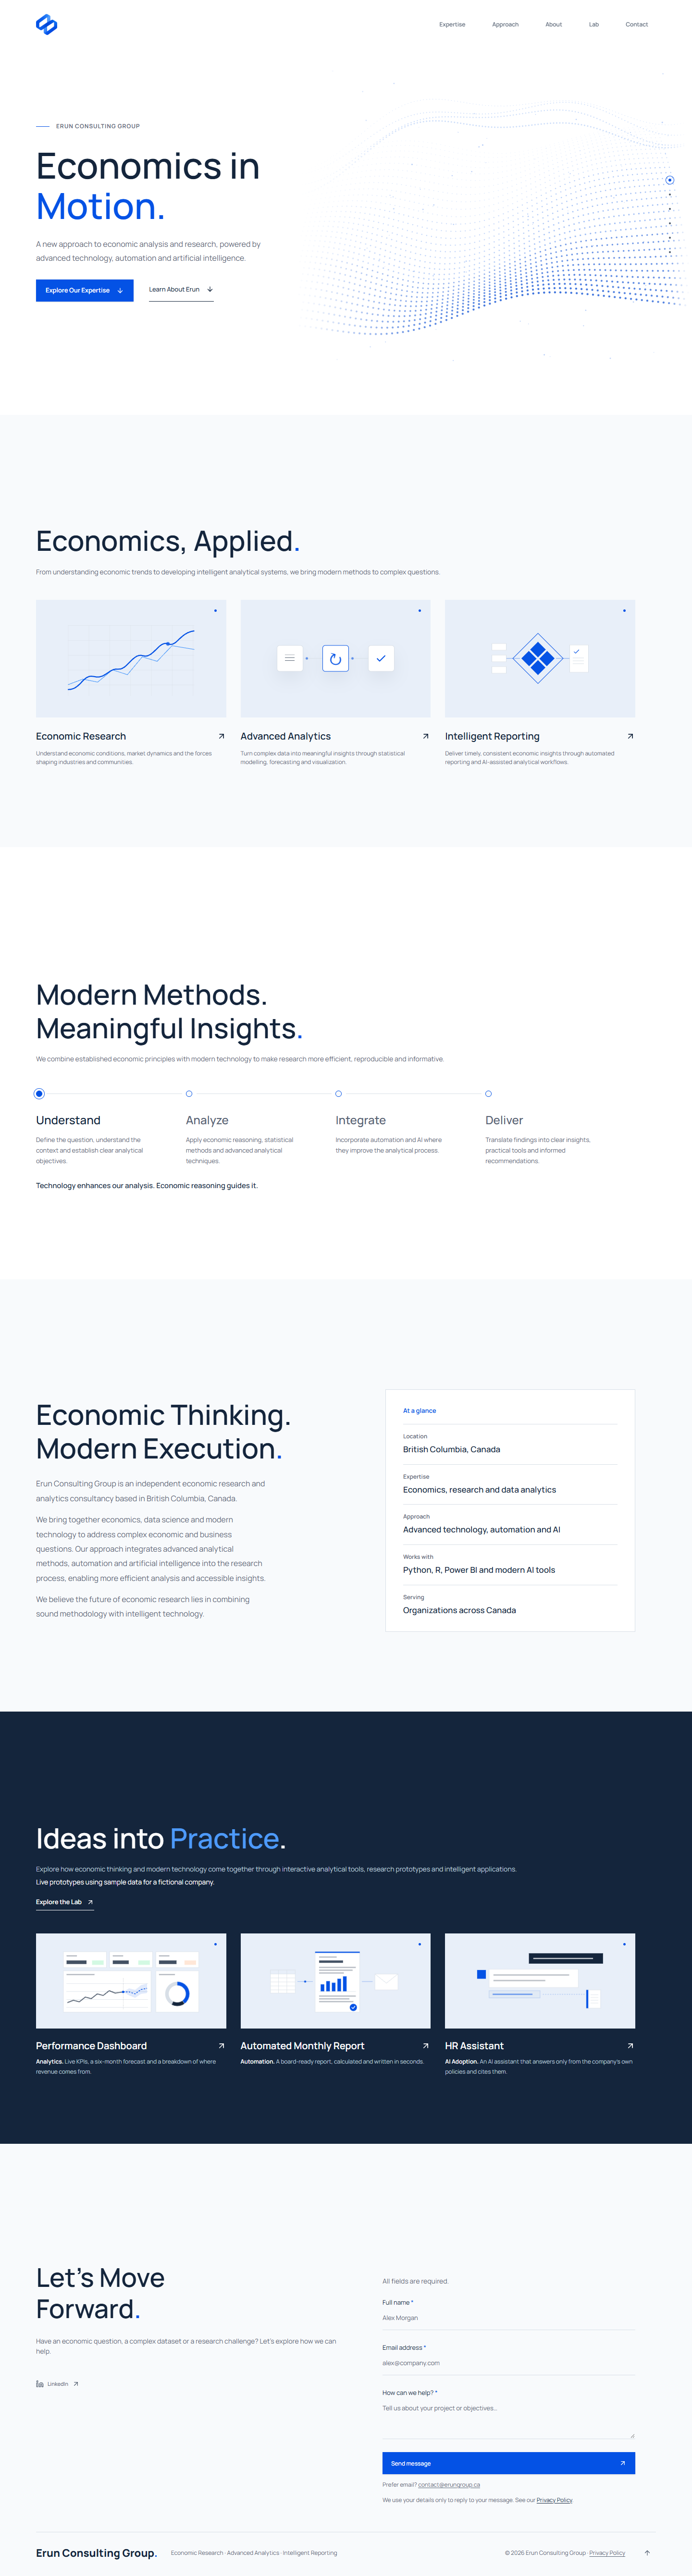 Expertise Approach About Lab Contact
ERUN CONSULTING GROUP
Economics in
Motion.
A new approach to economic analysis and research, powered by
advanced technology, automation and artificial intelligence.
Explore Our Expertise Learn About Erun
Economics, Applied.
From understanding economic trends to developing intelligent analytical systems, we bring modern methods to complex questions.
Economic Research
Understand economic conditions, market dynamics and the forces
shaping industries and communities.
Advanced Analytics
Turn complex data into meaningful insights through statistical
modelling, forecasting and visualization.
Intelligent Reporting
Deliver timely, consistent economic insights through automated
reporting and AI-assisted analytical workflows.
Modern Methods.
Meaningful Insights.
We combine established economic principles with modern technology to make research more efficient, reproducible and informative.
Understand
Define the question, understand the
context and establish clear analytical
objectives.
Analyze
Apply economic reasoning, statistical
methods and advanced analytical
techniques.
Integrate
Incorporate automation and AI where
they improve the analytical process.
Deliver
Translate findings into clear insights,
practical tools and informed
recommendations.
Technology enhances our analysis. Economic reasoning guides it.
Economic Thinking.
Modern Execution.
Erun Consulting Group is an independent economic research and
analytics consultancy based in British Columbia, Canada.
We bring together economics, data science and modern
technology to address complex economic and business
questions. Our approach integrates advanced analytical
methods, automation and artificial intelligence into the research
process, enabling more efficient analysis and accessible insights.
We believe the future of economic research lies in combining
sound methodology with intelligent technology.
At a glance
Location
British Columbia, Canada
Expertise
Economics, research and data analytics
Approach
Advanced technology, automation and AI
Works with
Python, R, Power BI and modern AI tools
Serving
Organizations across Canada
Ideas into Practice.
Explore how economic thinking and modern technology come together through interactive analytical tools, research prototypes and intelligent applications.
Live prototypes using sample data for a fictional company.
Explore the Lab
Performance Dashboard
Analytics. Live KPIs, a six-month forecast and a breakdown of where
revenue comes from.
Automated Monthly Report
Automation. A board-ready report, calculated and written in seconds.
HR Assistant
AI Adoption. An AI assistant that answers only from the company's own
policies and cites them.
Let's Move
Forward.
Have an economic question, a complex dataset or a research challenge? Let's explore how we can
help.
LinkedIn
All fields are required.
Full name *
Alex Morgan
Email address *
alex@company.com
How can we help? *
Tell us about your project or objectives...
Send message
Prefer email? contact@erungroup.ca
We use your details only to reply to your message. See our Privacy Policy.
Erun Consulting Group. Economic Research · Advanced Analytics · Intelligent Reporting © 2026 Erun Consulting Group · Privacy Policy